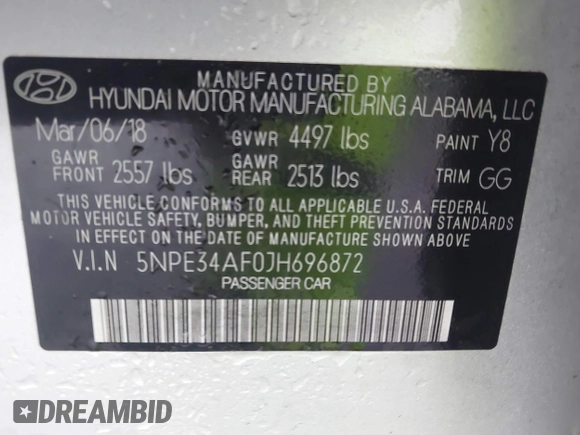 MANUFACTURED BY
HYUNDAI MOTOR MANUFACTURING ALABAMA, LLC
Mar/06/18 GVWR 4497 lbs PAINT Y8
GAWR FRONT 2557 lbs GAWR REAR 2513 lbs TRIM GG
THIS VEHICLE CONFORMS TO ALL APPLICABLE U.S.A. FEDERAL
MOTOR VEHICLE SAFETY, BUMPER, AND THEFT PREVENTION STANDARDS
IN EFFECT ON THE DATE OF MANUFACTURE SHOWN ABOVE.
V.I.N 5NPE34AF0JH696872
PASSENGER CAR
DREAMBID